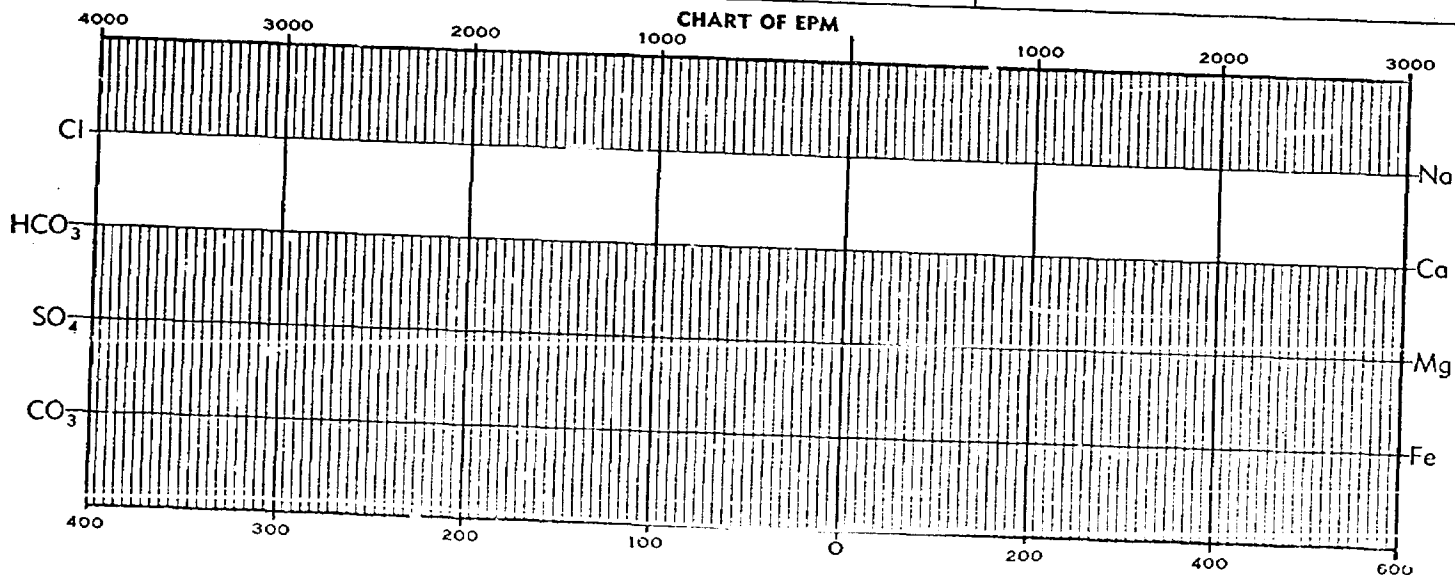 CHART OF EPM
4000 3000 2000 1000 1000 2000 3000
Cl Na
HCO₃ Ca
SO₄ Mg
CO₃ Fe
400 300 200 100 0 200 400 600